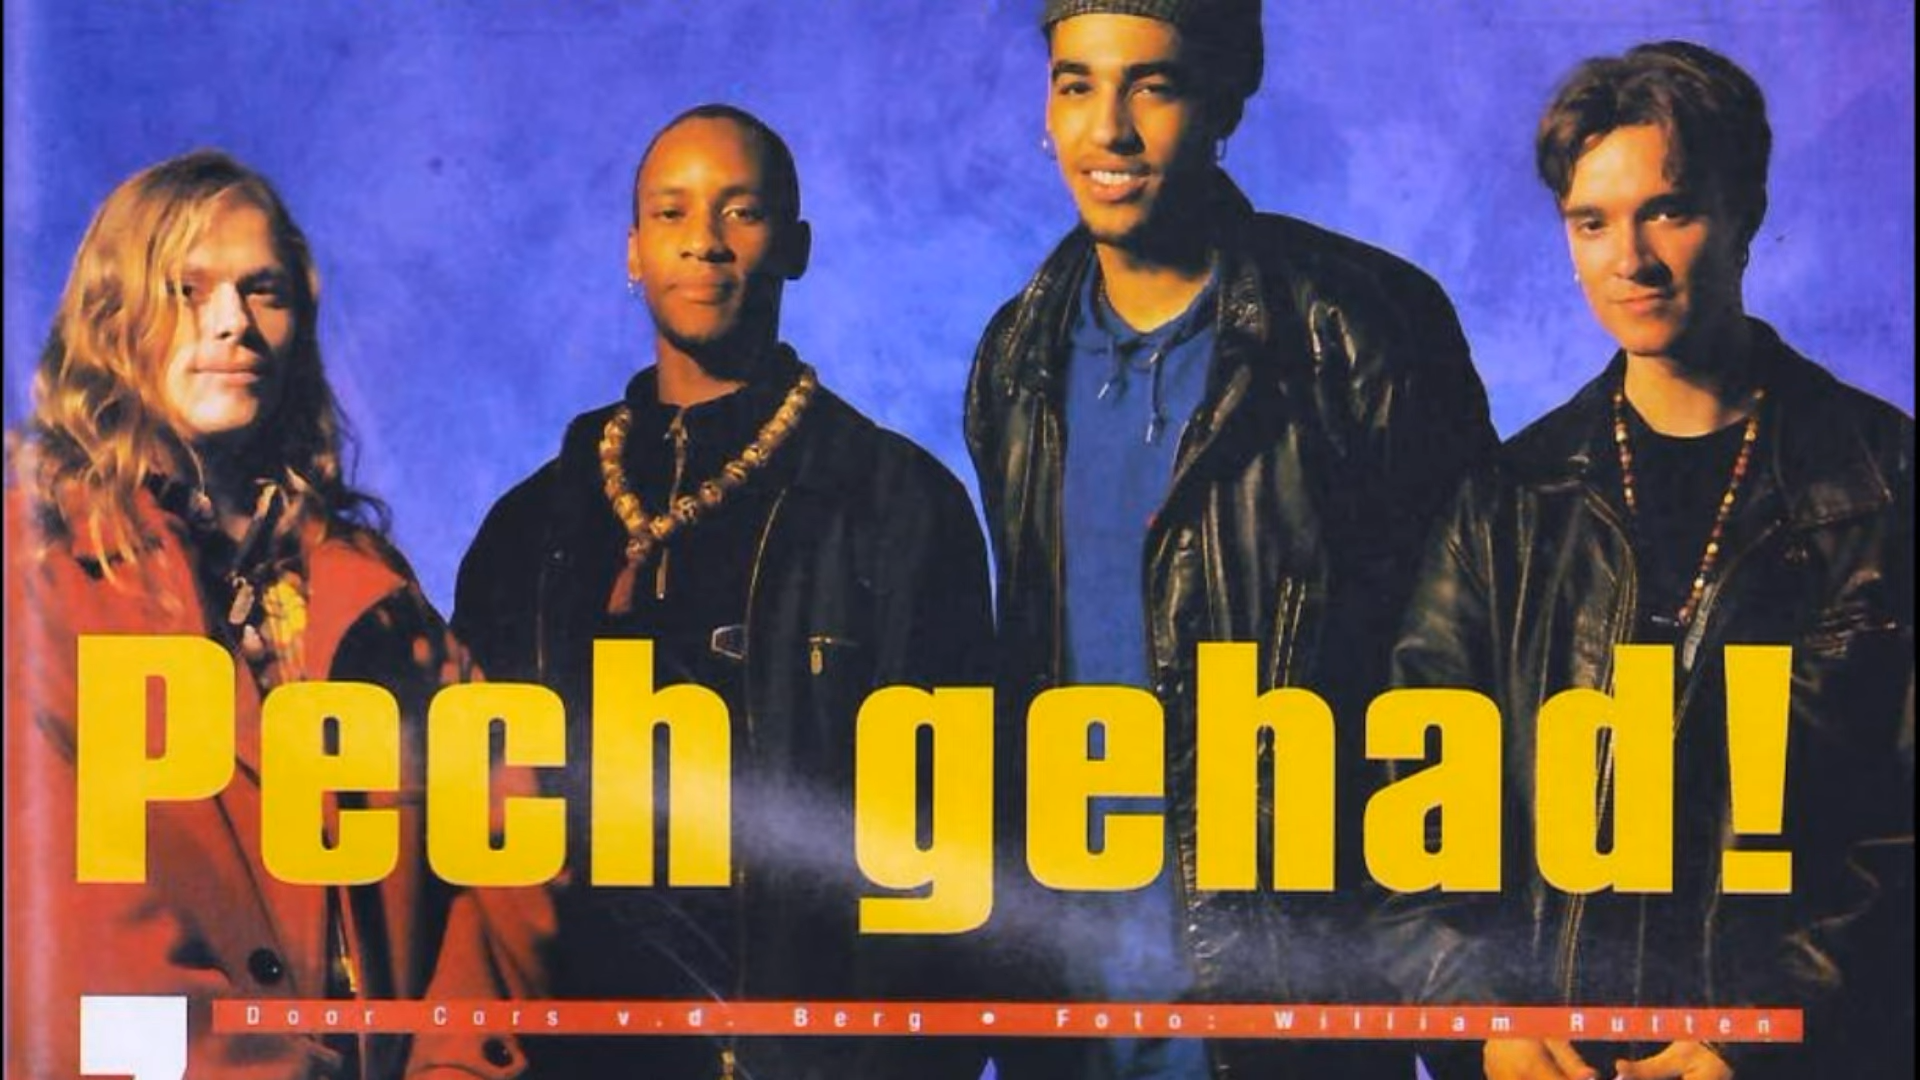 Pech gehad!
Door Cors v.d. Berg • Foto: William Rutten